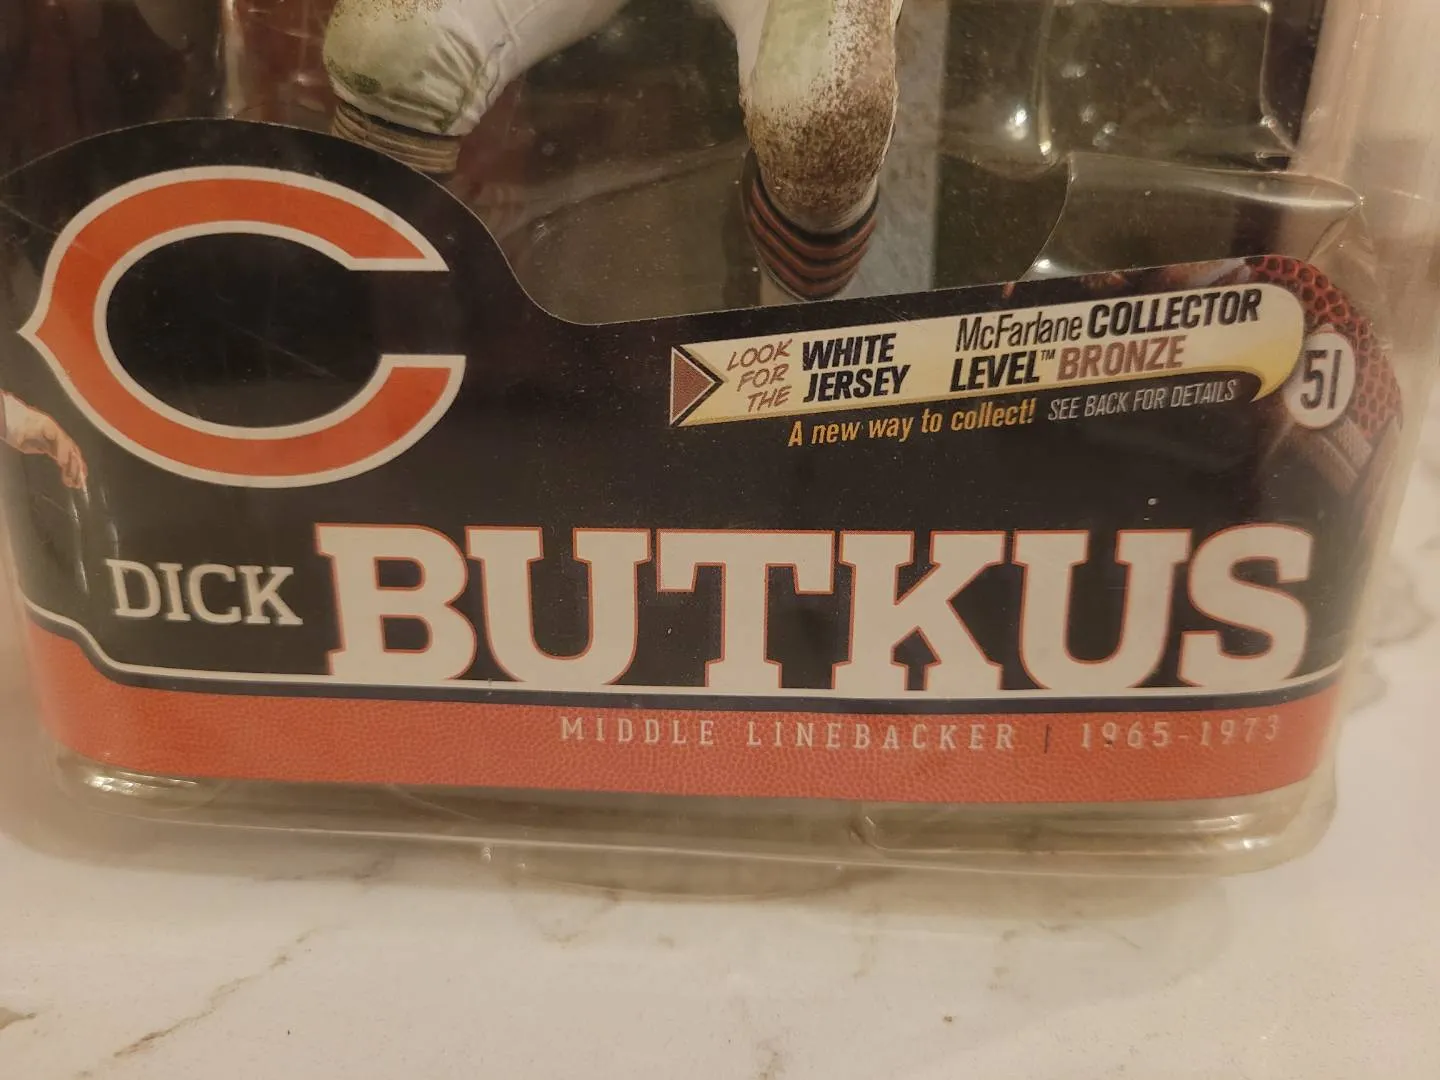 C
LOOK FOR THE WHITE JERSEY
McFarlane COLLECTOR
LEVEL™ BRONZE
A new way to collect! SEE BACK FOR DETAILS
51
DICK BUTKUS
MIDDLE LINEBACKER | 1965-1973